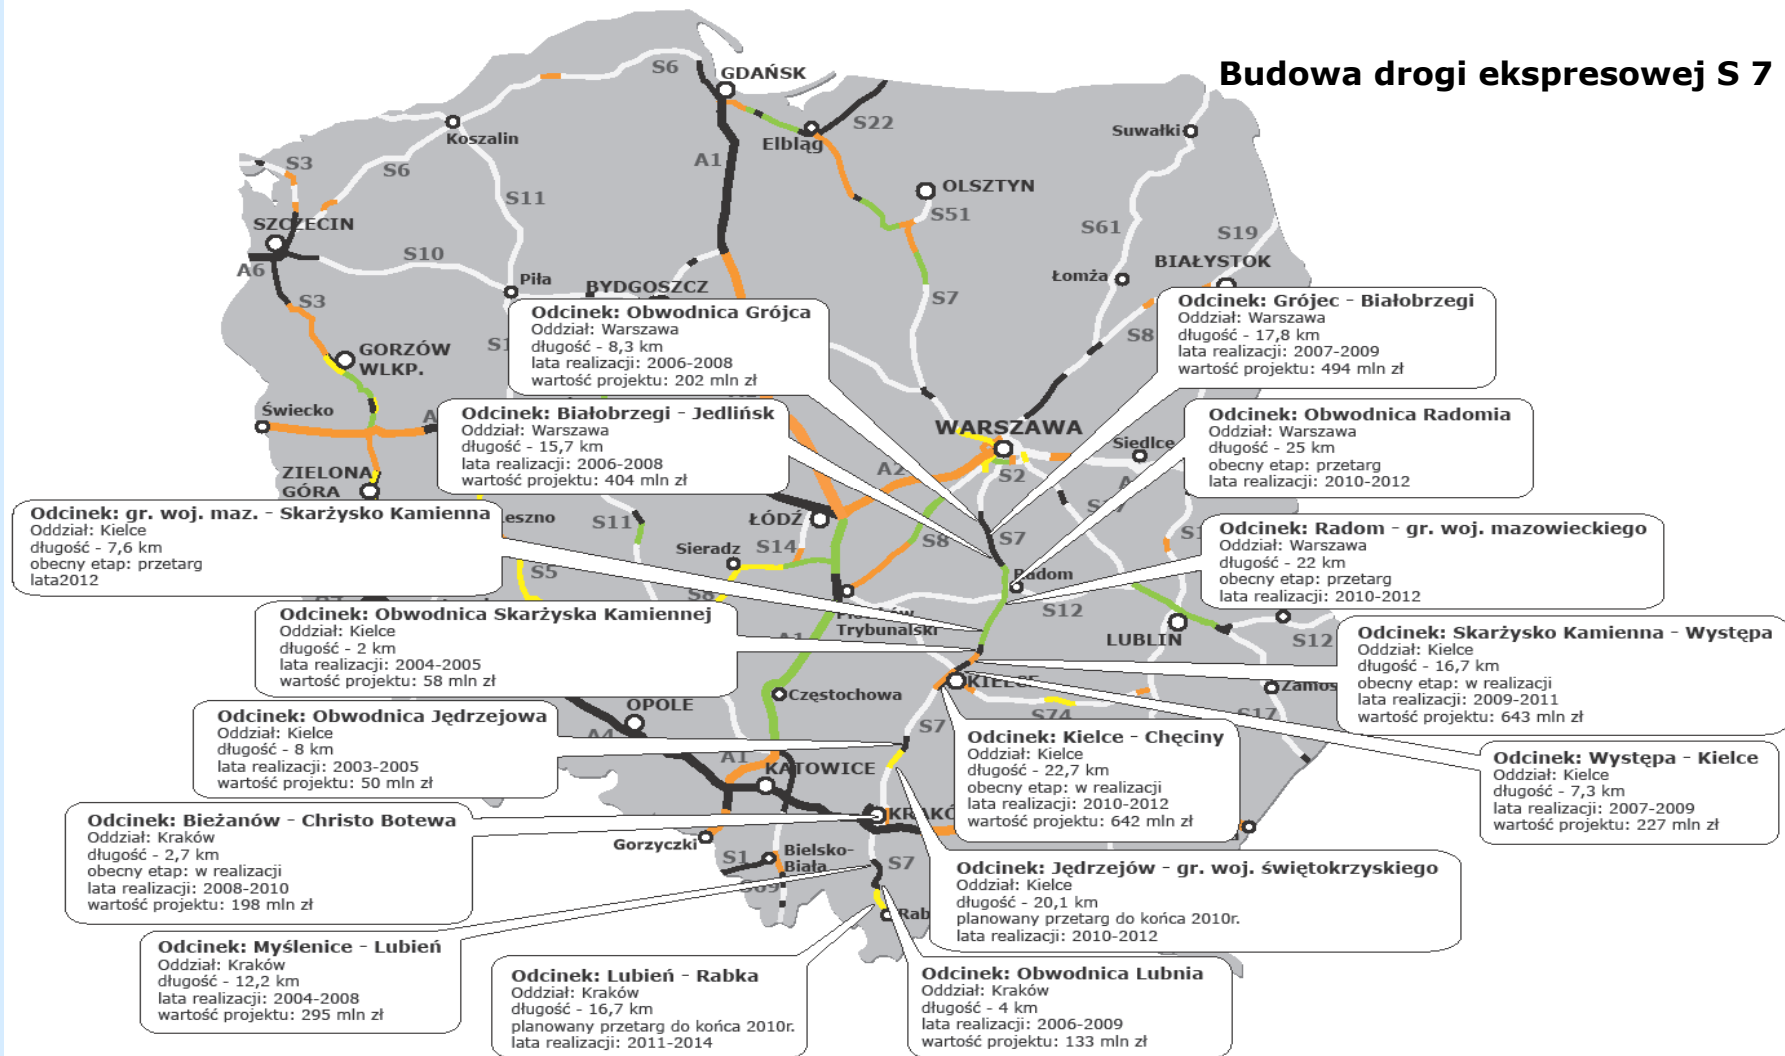 Budowa drogi ekspresowej S 7
S6
GDAŃSK
S22
Elbląg
Suwałki
Koszalin
A1
S3
S6
S11
OLSZTYN
S51
SZCZECIN
S61
S19
S10
A6
BIAŁYSTOK
Piła
Łomża
BYDGOSZCZ
S3
S7
S8
GORZÓW
WLKP.
Odcinek: Obwodnica Grójca
Oddział: Warszawa
długość - 8,3 km
lata realizacji: 2006-2008
wartość projektu: 202 mln zł
Odcinek: Grójec - Białobrzegi
Oddział: Warszawa
długość - 17,8 km
lata realizacji: 2007-2009
wartość projektu: 494 mln zł
Świecko
Odcinek: Białobrzegi - Jedlińsk
Oddział: Warszawa
długość - 15,7 km
lata realizacji: 2006-2008
wartość projektu: 404 mln zł
WARSZAWA
Siedlce
Odcinek: Obwodnica Radomia
Oddział: Warszawa
długość - 25 km
obecny etap: przetarg
lata realizacji: 2010-2012
ZIELONA
GÓRA
A2
S2
Odcinek: gr. woj. maz. - Skarżysko Kamienna
Oddział: Kielce
długość - 7,6 km
obecny etap: przetarg
lata2012
S11
ŁÓDŹ
Sieradz
S14
S8
S7
Odcinek: Radom - gr. woj. mazowieckiego
Oddział: Warszawa
długość - 22 km
obecny etap: przetarg
lata realizacji: 2010-2012
S5
S8
Radom
Trybunalski
S12
LUBLIN
S12
Odcinek: Obwodnica Skarżyska Kamiennej
Oddział: Kielce
długość - 2 km
lata realizacji: 2004-2005
wartość projektu: 58 mln zł
A1
Odcinek: Skarżysko Kamienna - Występa
Oddział: Kielce
długość - 16,7 km
obecny etap: w realizacji
lata realizacji: 2009-2011
wartość projektu: 643 mln zł
KIELCE
Częstochowa
OPOLE
S74
S17
Odcinek: Obwodnica Jędrzejowa
Oddział: Kielce
długość - 8 km
lata realizacji: 2003-2005
wartość projektu: 50 mln zł
A4
S7
Odcinek: Kielce - Chęciny
Oddział: Kielce
długość - 22,7 km
obecny etap: w realizacji
lata realizacji: 2010-2012
wartość projektu: 642 mln zł
Odcinek: Występa - Kielce
Oddział: Kielce
długość - 7,3 km
lata realizacji: 2007-2009
wartość projektu: 227 mln zł
A1
KATOWICE
Odcinek: Bieżanów - Christo Botewa
Oddział: Kraków
długość - 2,7 km
obecny etap: w realizacji
lata realizacji: 2008-2010
wartość projektu: 198 mln zł
Gorzyczki
S1
Bielsko-
Biała
S7
S69
Odcinek: Jędrzejów - gr. woj. świętokrzyskiego
Oddział: Kielce
długość - 20,1 km
planowany przetarg do końca 2010r.
lata realizacji: 2010-2012
Odcinek: Myślenice - Lubień
Oddział: Kraków
długość - 12,2 km
lata realizacji: 2004-2008
wartość projektu: 295 mln zł
Odcinek: Lubień - Rabka
Oddział: Kraków
długość - 16,7 km
planowany przetarg do końca 2010r.
lata realizacji: 2011-2014
Odcinek: Obwodnica Lubnia
Oddział: Kraków
długość - 4 km
lata realizacji: 2006-2009
wartość projektu: 133 mln zł